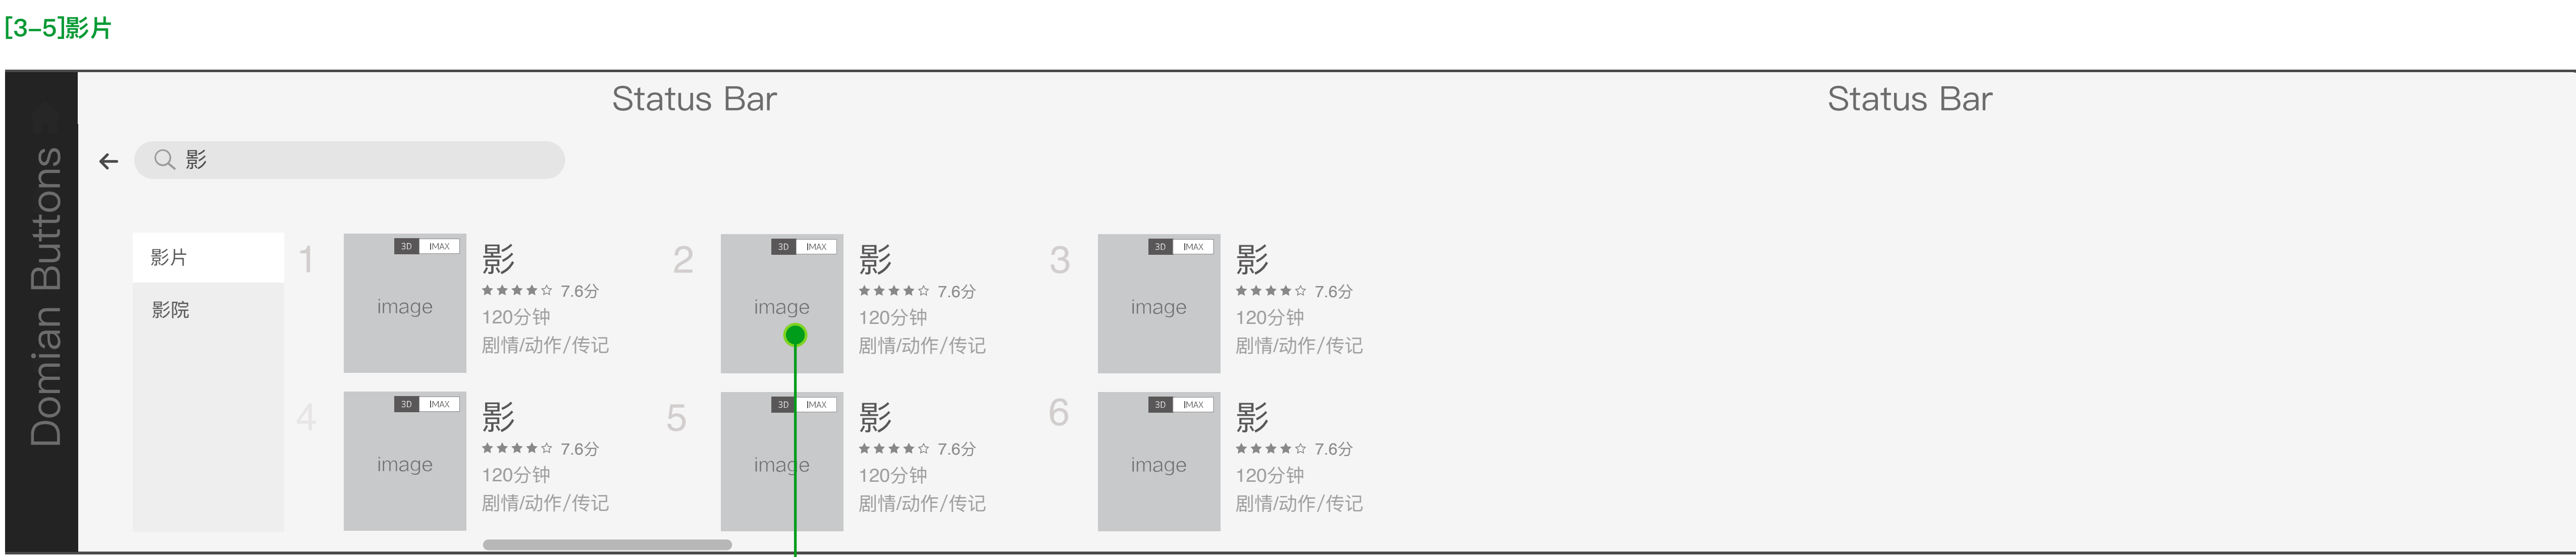 [3-5]影片
Status Bar
Status Bar
Domian Buttons
影
影片
影院
1
3D IMAX
image
影
7.6分
120分钟
剧情/动作/传记
2
3D IMAX
image
影
7.6分
120分钟
剧情/动作/传记
3
3D IMAX
image
影
7.6分
120分钟
剧情/动作/传记
4
3D IMAX
image
影
7.6分
120分钟
剧情/动作/传记
5
3D IMAX
image
影
7.6分
120分钟
剧情/动作/传记
6
3D IMAX
image
影
7.6分
120分钟
剧情/动作/传记